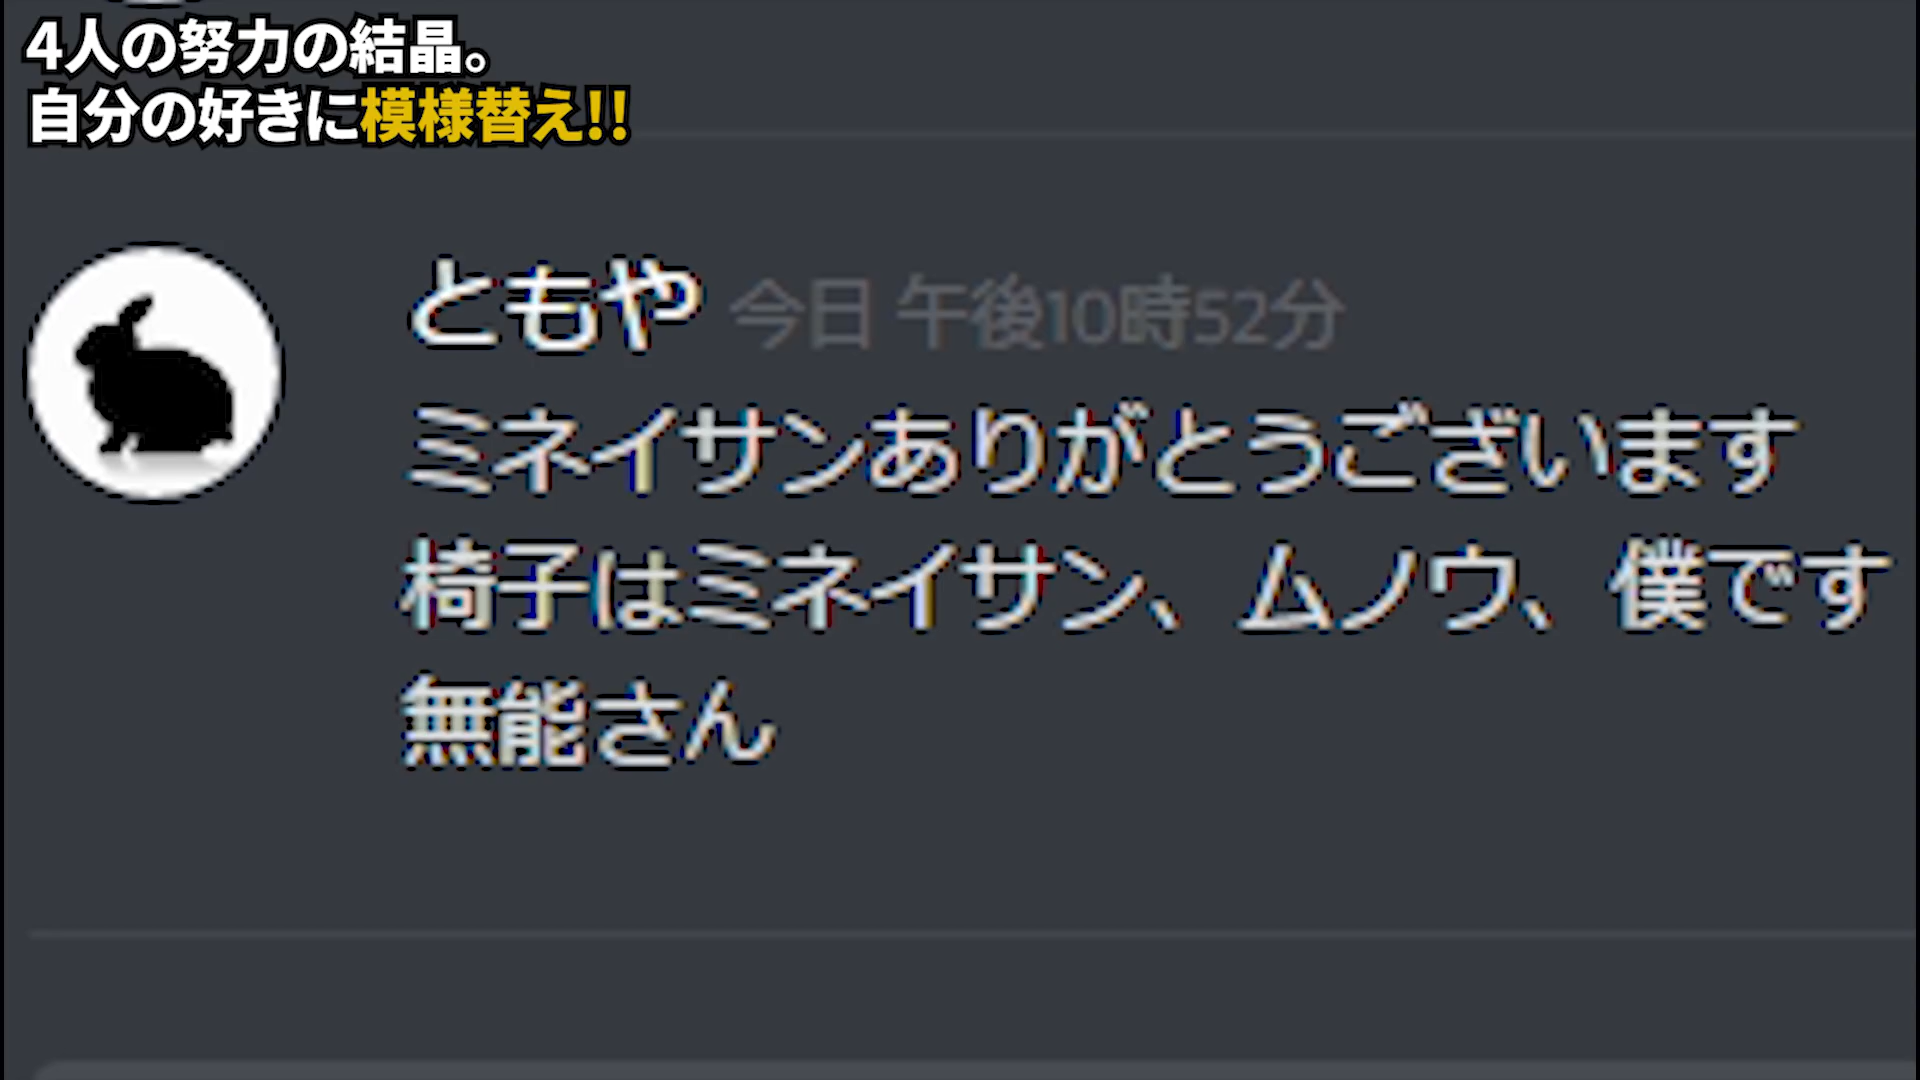 4人の努力の結晶。
自分の好きに模様替え!!
ともや 今日 午後10時52分
ミネイサンありがとうございます
椅子はミネイサン、ムノウ、僕です
無能さん